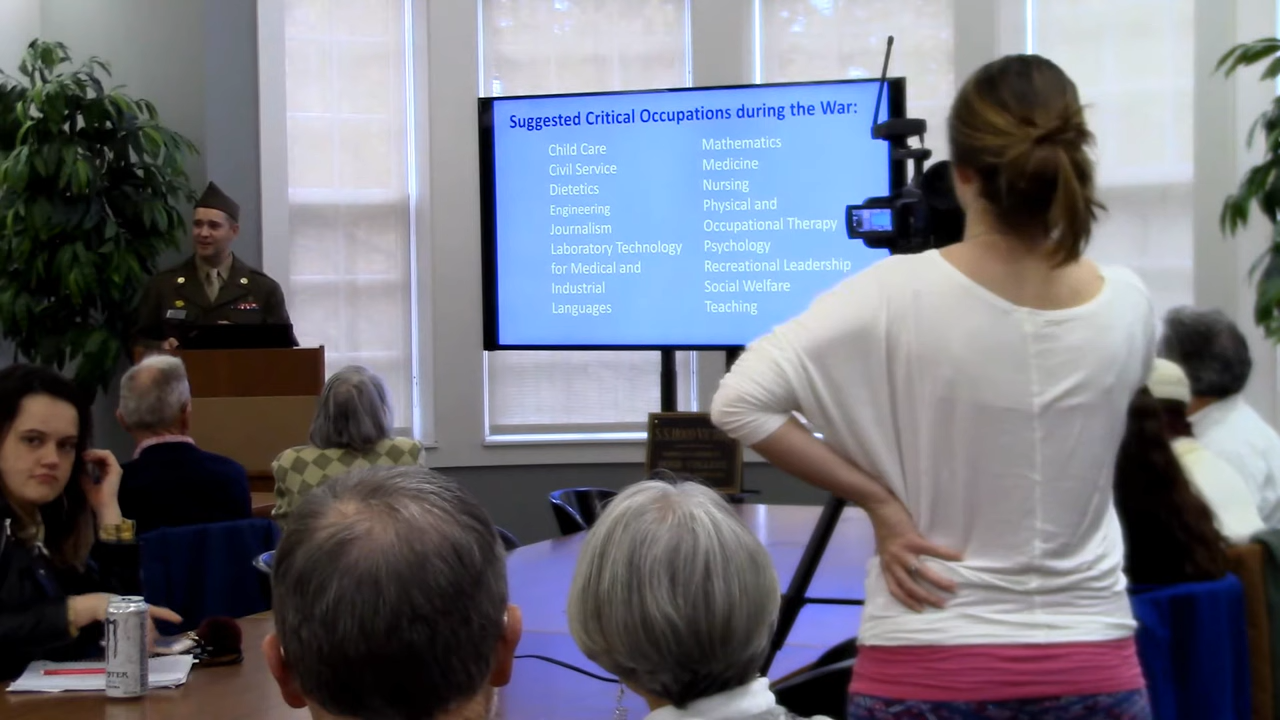 Suggested Critical Occupations during the War:
Child Care
Civil Service
Dietetics
Engineering
Journalism
Laboratory Technology
for Medical and
Industrial
Languages
Mathematics
Medicine
Nursing
Physical and
Occupational Therapy
Psychology
Recreational Leadership
Social Welfare
Teaching